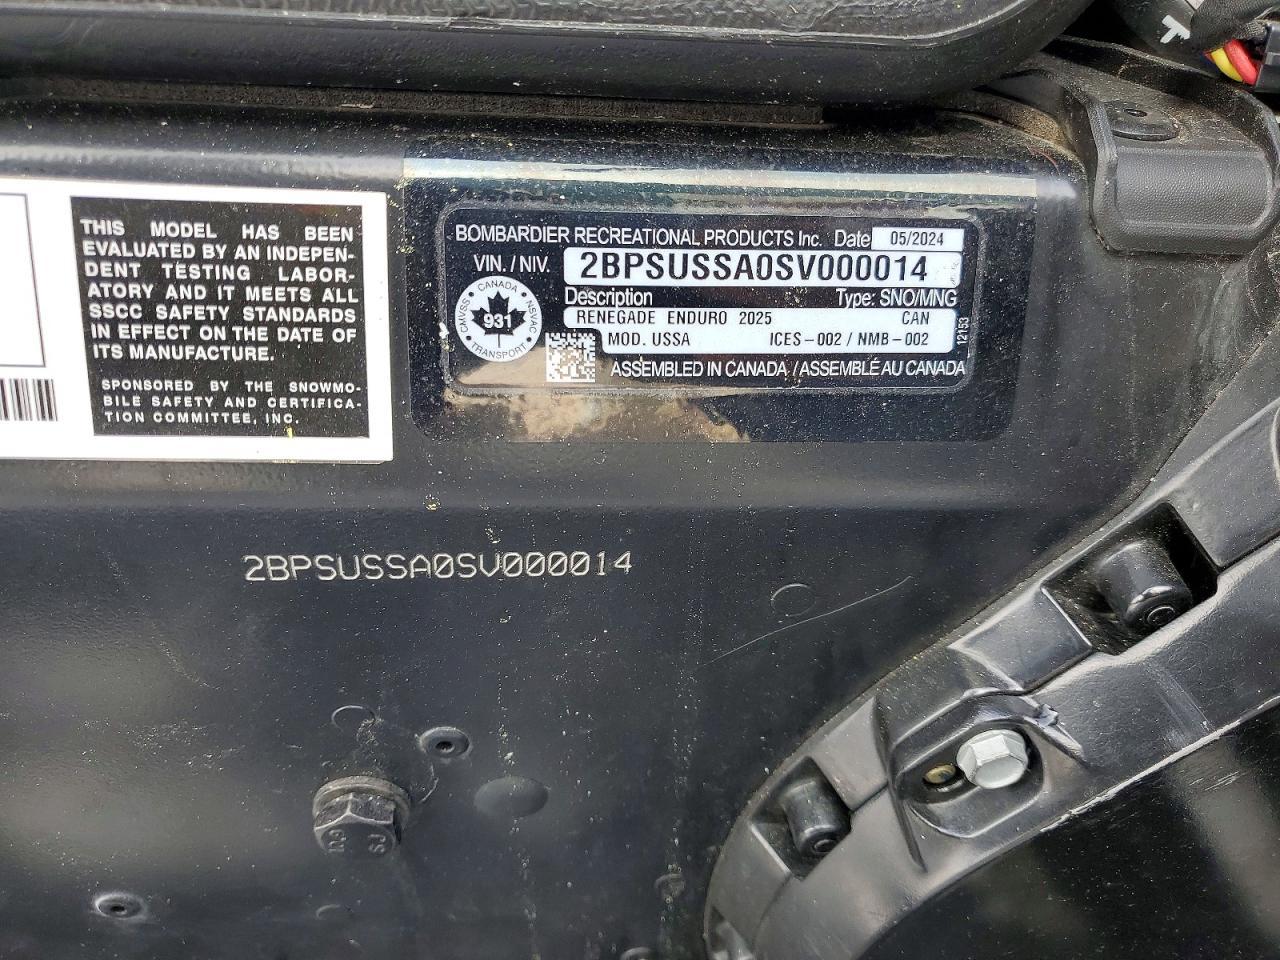 THIS MODEL HAS BEEN
EVALUATED BY AN INDEPEN-
DENT TESTING LABOR-
ATORY AND IT MEETS ALL
SSCC SAFETY STANDARDS
IN EFFECT ON THE DATE OF
ITS MANUFACTURE.
SPONSORED BY THE SNOWMO-
BILE SAFETY AND CERTIFICA-
TION COMMITTEE, INC.
BOMBARDIER RECREATIONAL PRODUCTS Inc. Date 05/2024
VIN. / NIV. 2BPSUSSA0SV000014
Description Type: SNO/MNG
RENEGADE ENDURO 2025 CAN
MOD. USSA ICES-002 / NMB-002
ASSEMBLED IN CANADA / ASSEMBLÉ AU CANADA
12153
CANADA
CMVSS
NSVAC
931
TRANSPORT
2BPSUSSA0SV000014